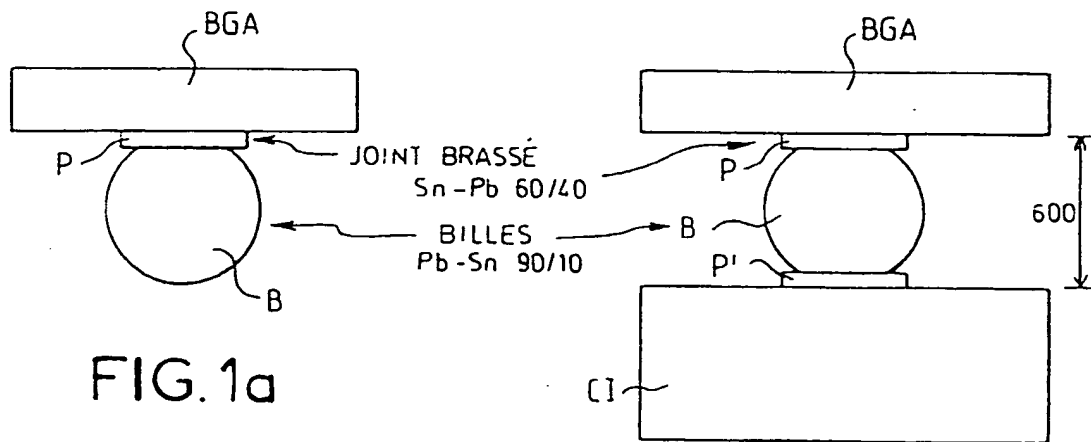 BGA
BGA
P
JOINT BRASSÉ
Sn-Pb 60/40
P
600
BILLES
Pb-Sn 90/10
B
B
P'
FIG.1a
CI